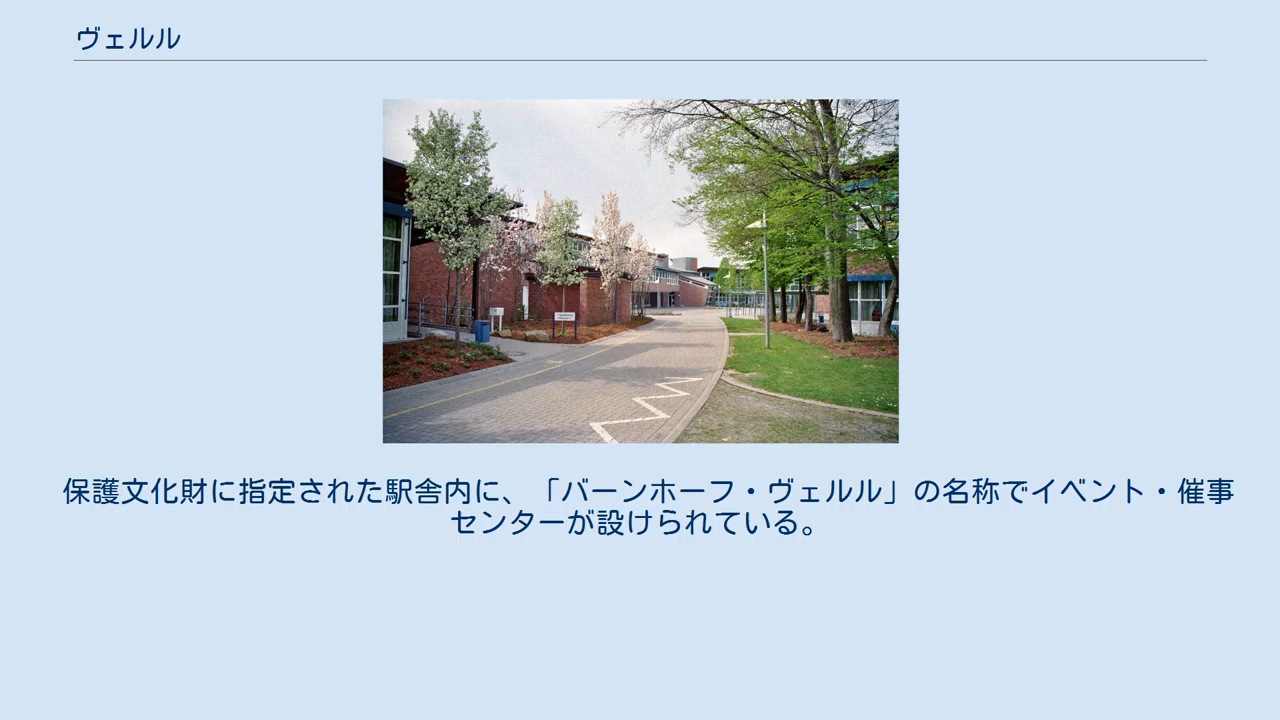 ヴェルル
保護文化財に指定された駅舎内に、「バーンホーフ・ヴェルル」の名称でイベント・催事
センターが設けられている。